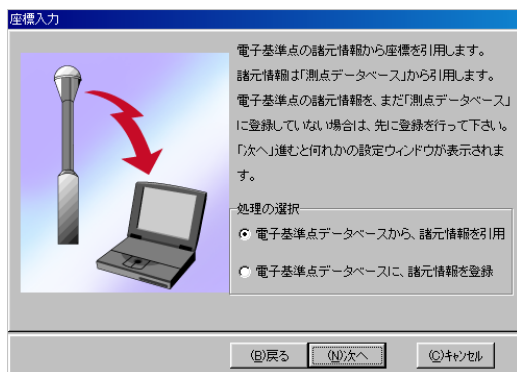 座標入力
電子基準点の諸元情報から座標を引用します。
諸元情報は「測点データベース」から引用します。
電子基準点の諸元情報を、まだ「測点データベース」
に登録していない場合は、先に登録を行って下さい。
「次へ」進むと何れかの設定ウィンドウが表示されま
す。
処理の選択
電子基準点データベースから、諸元情報を引用
電子基準点データベースに、諸元情報を登録
(B)戻る
(N)次へ
(C)キャンセル